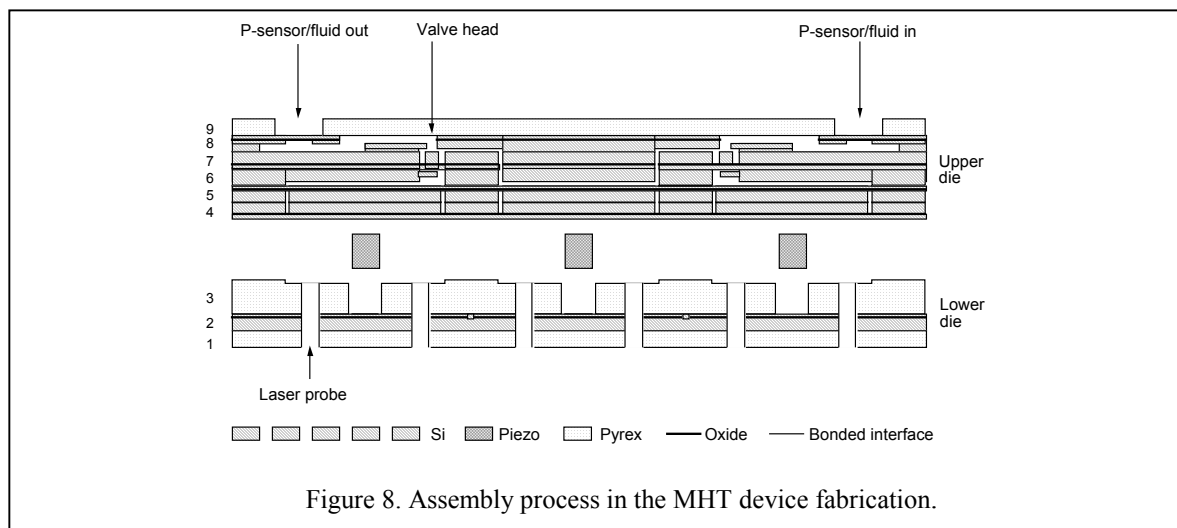 P-sensor/fluid out
Valve head
P-sensor/fluid in
9
8
7
6
5
4
Upper
die
3
2
1
Lower
die
Laser probe
Si
Piezo
Pyrex
Oxide
Bonded interface
Figure 8. Assembly process in the MHT device fabrication.